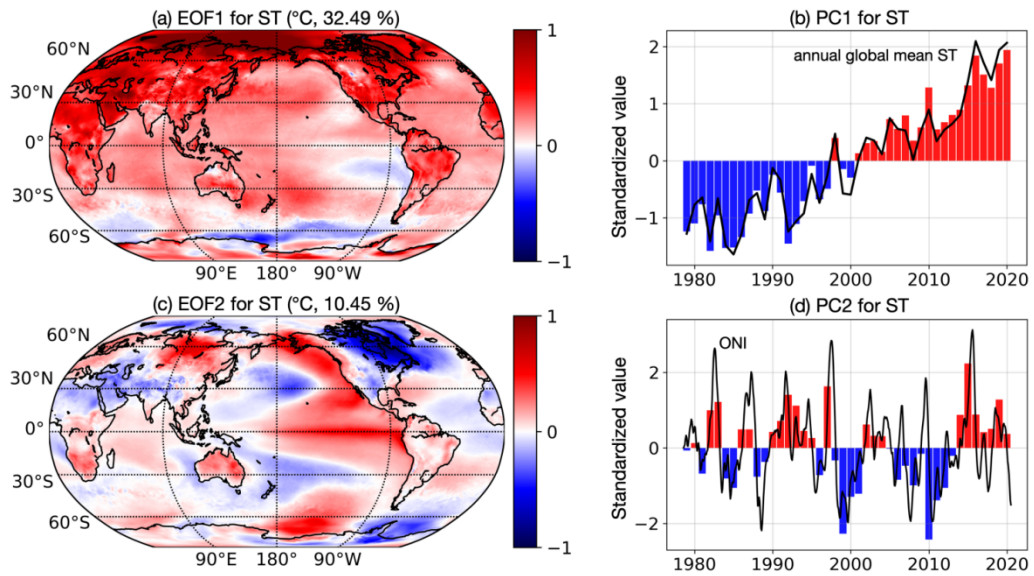 (a) EOF1 for ST (°C, 32.49 %)
60°N
30°N
0°
30°S
60°S
90°E 180° 90°W
1
0
−1
(b) PC1 for ST
annual global mean ST
Standardized value
2
1
0
−1
1980 1990 2000 2010 2020
(c) EOF2 for ST (°C, 10.45 %)
60°N
30°N
0°
30°S
60°S
90°E 180° 90°W
1
0
−1
(d) PC2 for ST
ONI
Standardized value
2
0
−2
1980 1990 2000 2010 2020